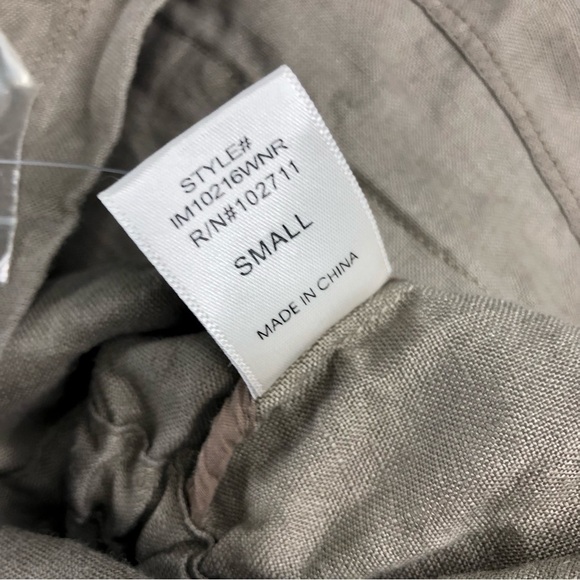 STYLE#
IM10216WNR
R/N#102711
SMALL
MADE IN CHINA